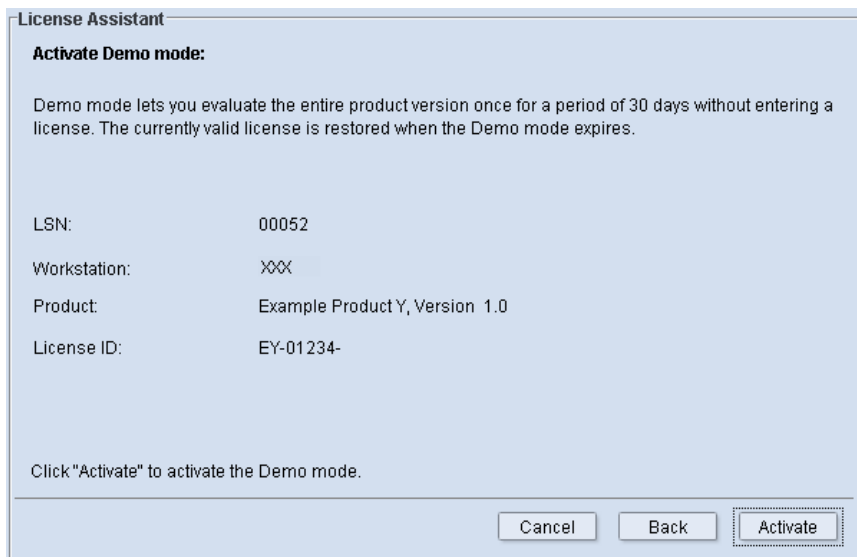 License Assistant
Activate Demo mode:
Demo mode lets you evaluate the entire product version once for a period of 30 days without entering a
license. The currently valid license is restored when the Demo mode expires.
LSN: 00052
Workstation: XXX
Product: Example Product Y, Version 1.0
License ID: EY-01234-
Click "Activate" to activate the Demo mode.
Cancel Back Activate